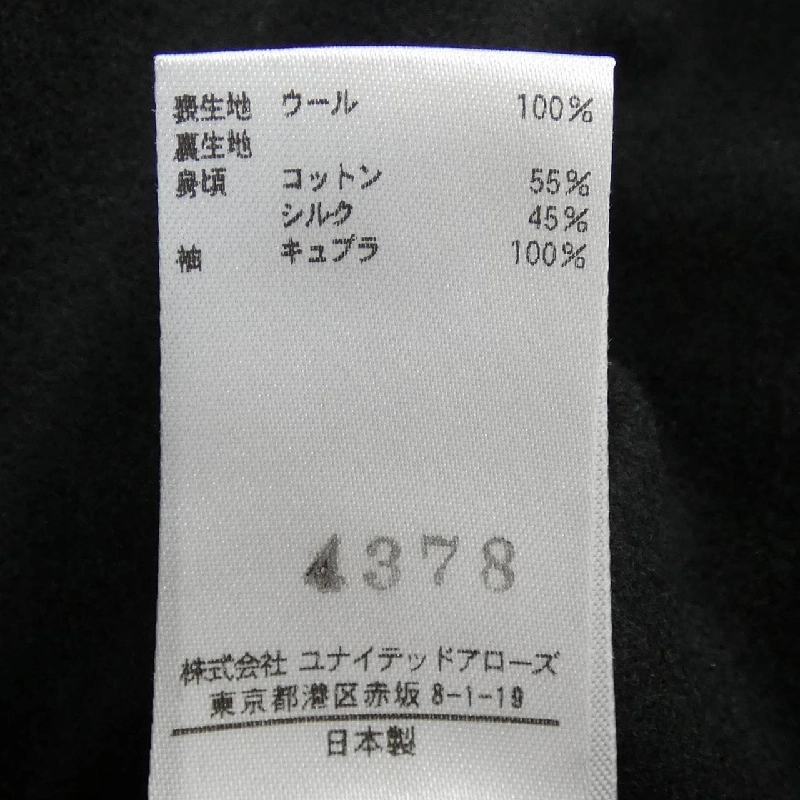 表生地 ウール 100%
裏生地
身頃 コットン 55%
シルク 45%
袖 キュプラ 100%
4378
株式会社 ユナイテッドアローズ
東京都港区赤坂8-1-19
日本製